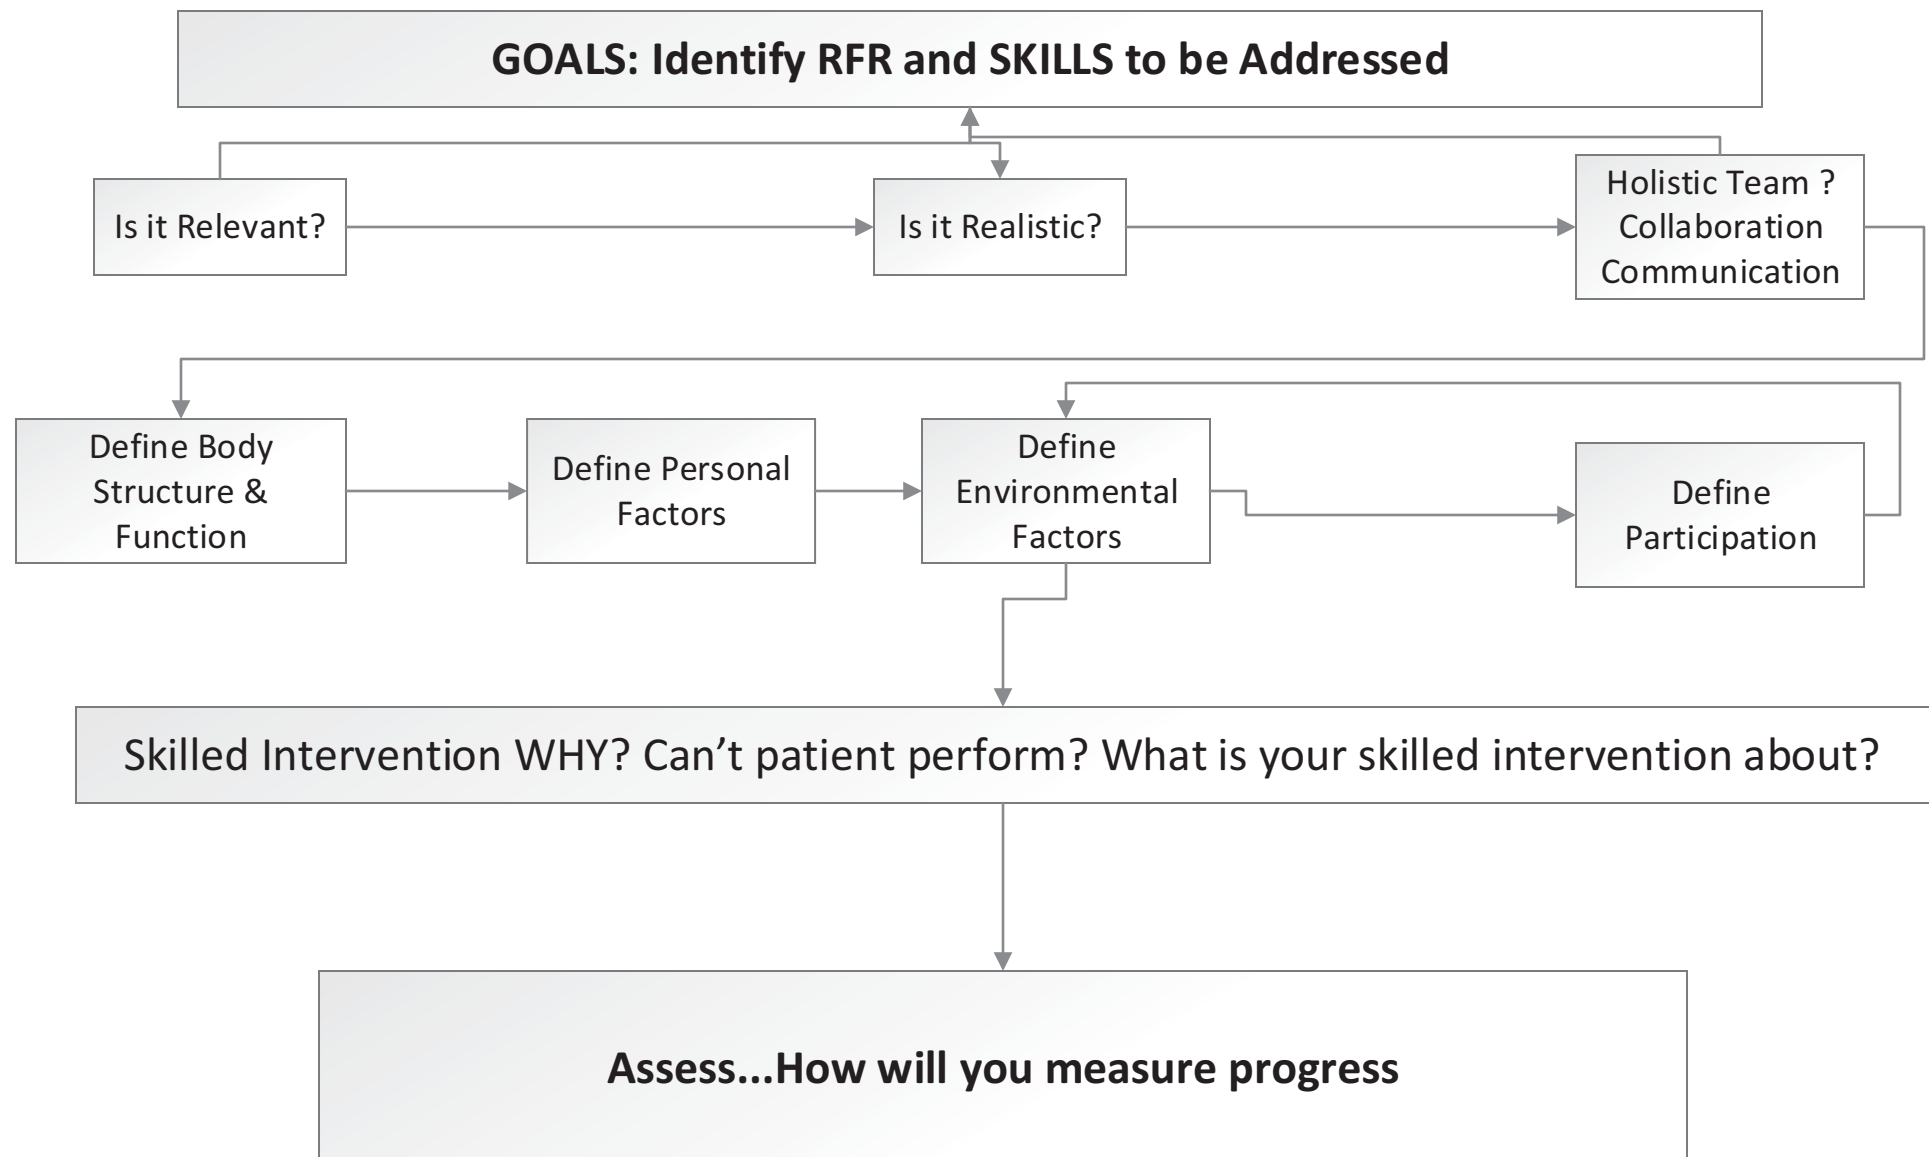 GOALS: Identify RFR and SKILLS to be Addressed
Is it Relevant?
Is it Realistic?
Holistic Team ?
Collaboration
Communication
Define Body
Structure &
Function
Define Personal
Factors
Define
Environmental
Factors
Define
Participation
Skilled Intervention WHY? Can’t patient perform? What is your skilled intervention about?
Assess...How will you measure progress